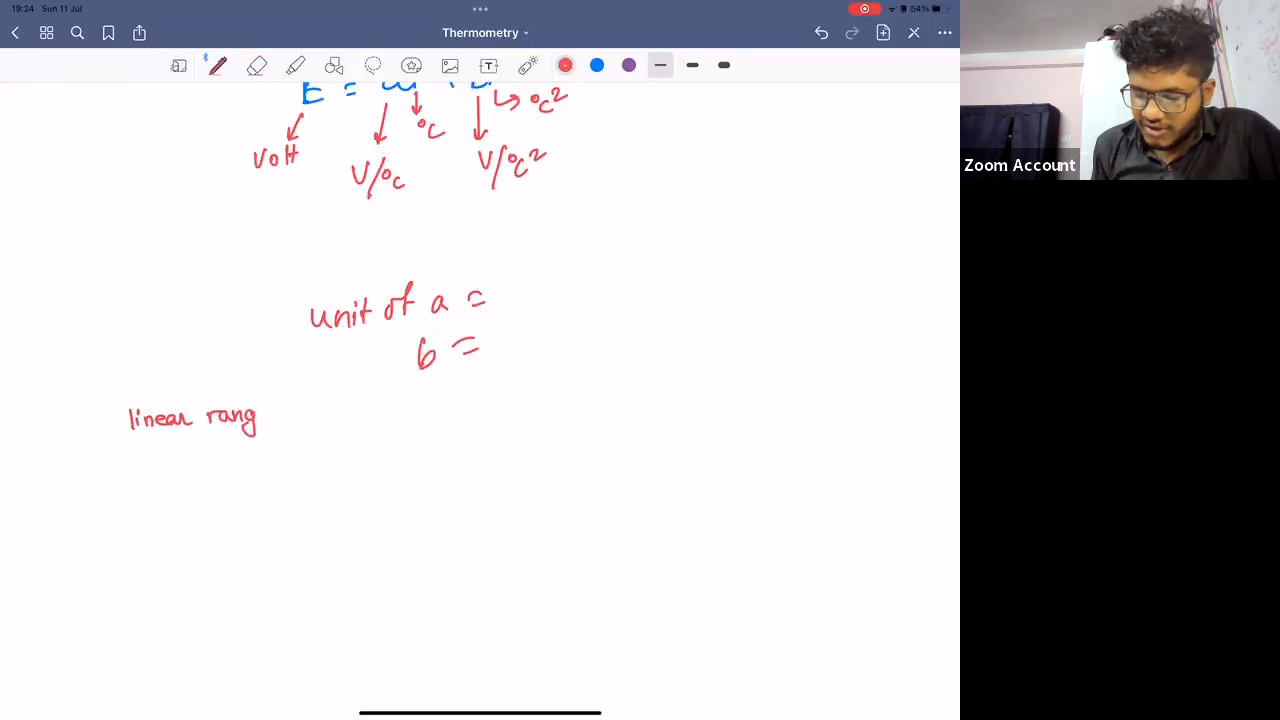 19:24 Sun 11 Jul
54%
Thermometry
E =
°C²
°C
Volt
V/°C
V/°C²
unit of a =
b =
linear rang
Zoom Account